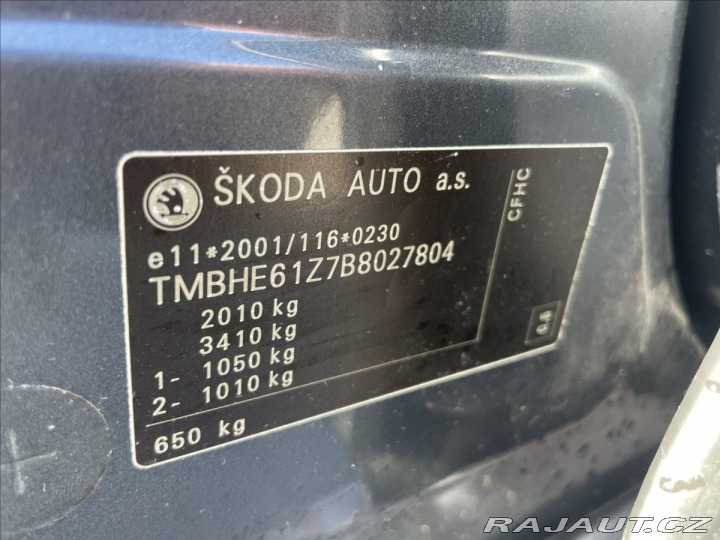 ŠKODA AUTO a.s.
CFHC
e11*2001/116*0230
TMBHE61Z7B8027804
2010 kg
3410 kg
1- 1050 kg
2- 1010 kg
650 kg
RAJAUT.CZ